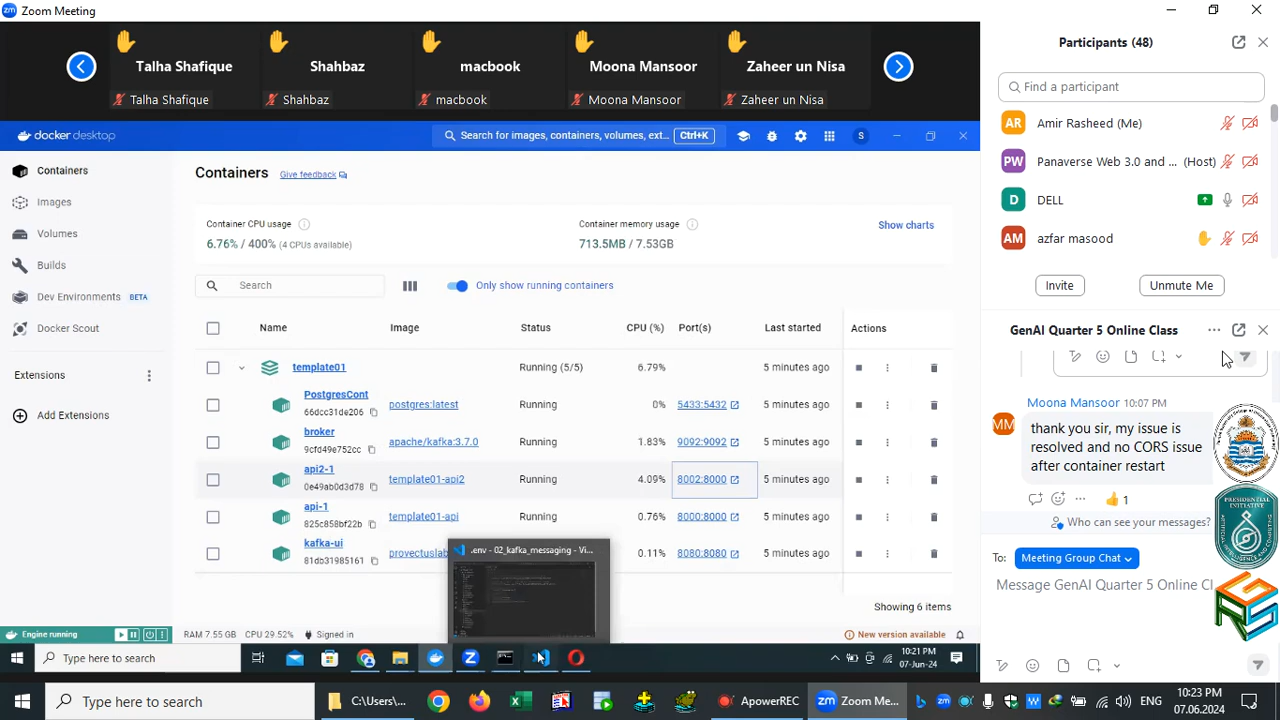 Zoom Meeting
Talha Shafique
Talha Shafique
Shahbaz
Shahbaz
macbook
macbook
Moona Mansoor
Moona Mansoor
Zaheer un Nisa
Zaheer un Nisa
docker desktop
Search for images, containers, volumes, ext...
Ctrl+K
S
Containers
Images
Volumes
Builds
Dev Environments BETA
Docker Scout
Extensions
Add Extensions
Containers
Give feedback
Container CPU usage
6.76% / 400% (4 CPUs available)
Container memory usage
713.5MB / 7.53GB
Show charts
Search
Only show running containers
Name Image Status CPU (%) Port(s) Last started Actions
template01 Running (5/5) 6.79% 5 minutes ago
PostgresCont
66dcc31de206
postgres:latest Running 0% 5433:5432 5 minutes ago
broker
9cfd49e752cc
apache/kafka:3.7.0 Running 1.83% 9092:9092 5 minutes ago
api2-1
0e49ab0d3d78
template01-api2 Running 4.09% 8002:8000 5 minutes ago
api-1
825c858bf22b
template01-api Running 0.76% 8000:8000 5 minutes ago
kafka-ui
81db31985161
provectuslab Running 0.11% 8080:8080 5 minutes ago
.env - 02_kafka_messaging - Vi...
Showing 6 items
Engine running
RAM 7.55 GB CPU 29.52% Signed in
New version available
Type here to search
10:21 PM
07-Jun-24
Participants (48)
Find a participant
AR Amir Rasheed (Me)
PW Panaverse Web 3.0 and ... (Host)
D DELL
AM azfar masood
Invite
Unmute Me
GenAI Quarter 5 Online Class
Moona Mansoor 10:07 PM
MM
thank you sir, my issue is
resolved and no CORS issue
after container restart
1
Who can see your messages?
To: Meeting Group Chat
Message GenAI Quarter 5 Online Cl
Type here to search
C:\Users\...
ApowerREC
Zoom Me...
ENG
10:23 PM
07.06.2024